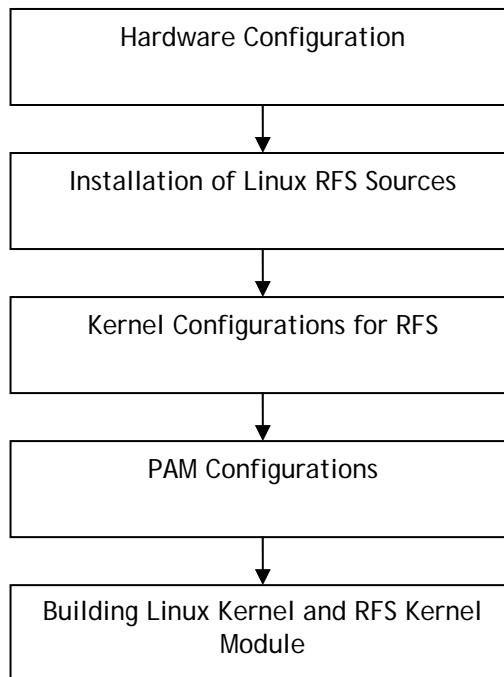 Hardware Configuration
Installation of Linux RFS Sources
Kernel Configurations for RFS
PAM Configurations
Building Linux Kernel and RFS Kernel
Module